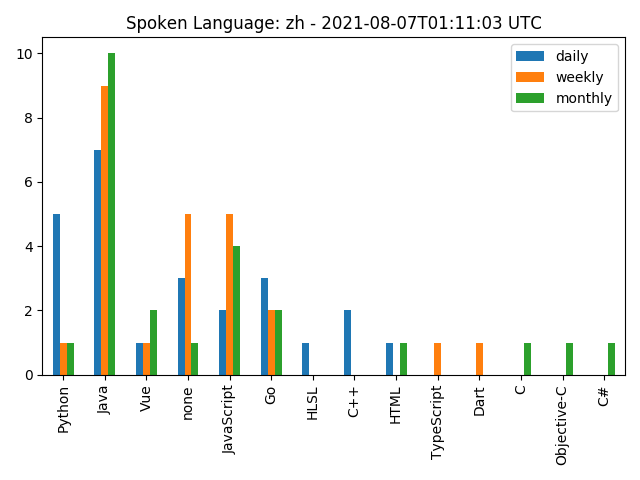 Spoken Language: zh - 2021-08-07T01:11:03 UTC
daily
weekly
monthly
10
8
6
4
2
0
Python
Java
Vue
none
JavaScript
Go
HLSL
C++
HTML
TypeScript
Dart
C
Objective-C
C#